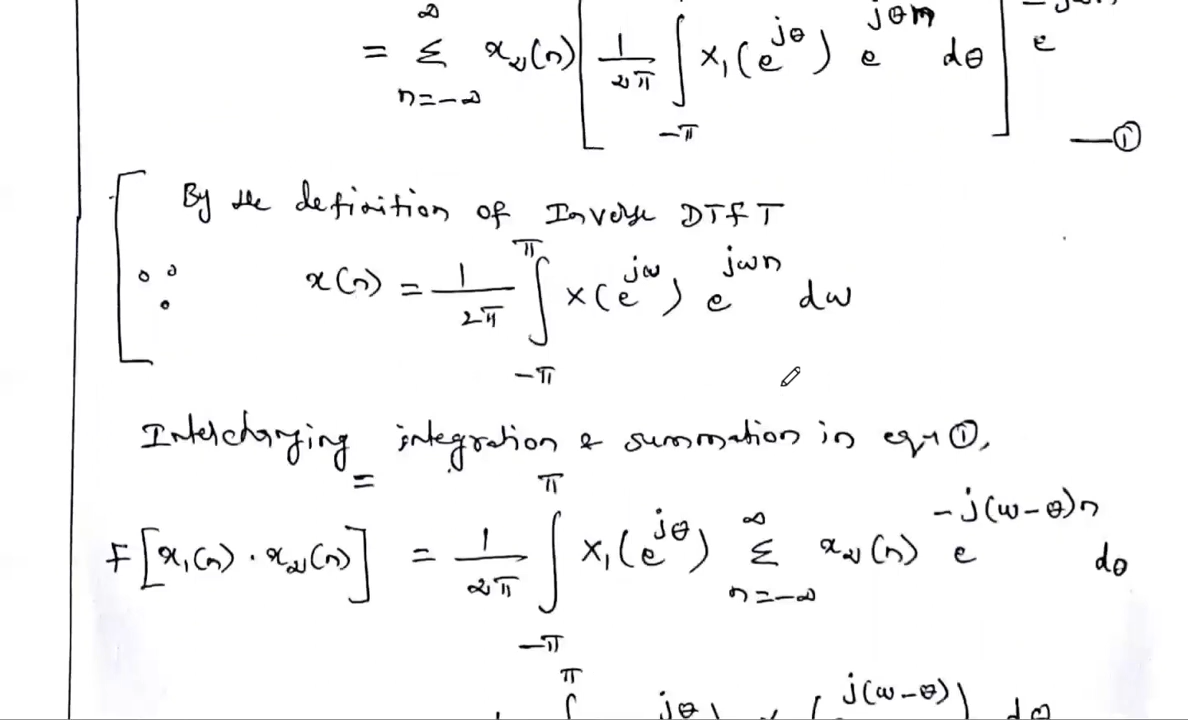 = Σ_{n=-∞}^{∞} x₂(n) [ 1/2π ∫_{-π} X₁(e^{jθ}) e^{jθn} dθ ] e —①
By the definition of Inverse DTFT
∵ x(n) = 1/2π ∫_{-π}^{π} X(e^{jω}) e^{jωn} dω
Interchanging integration & summation in eqn ①,
F[x₁(n) · x₂(n)] = 1/2π ∫_{-π}^{π} X₁(e^{jθ}) Σ_{n=-∞}^{∞} x₂(n) e^{-j(ω-θ)n} dθ